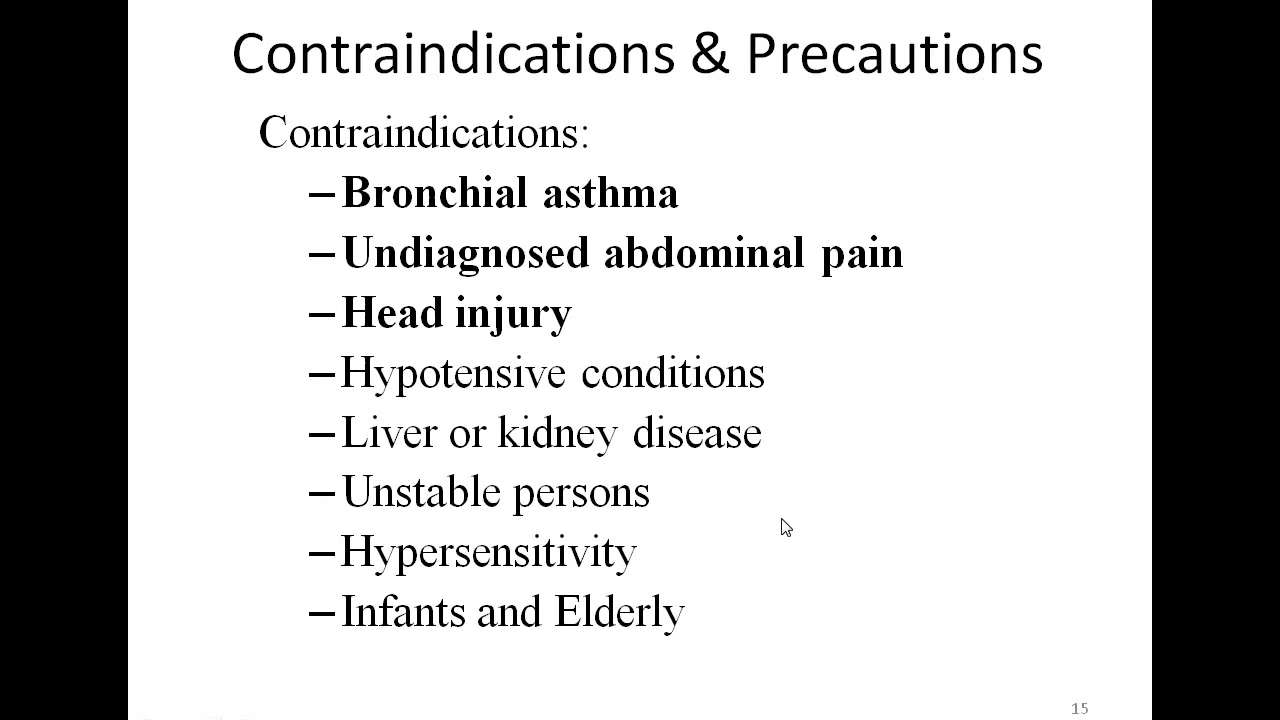 Contraindications & Precautions
Contraindications:
–Bronchial asthma
–Undiagnosed abdominal pain
–Head injury
–Hypotensive conditions
–Liver or kidney disease
–Unstable persons
–Hypersensitivity
–Infants and Elderly
15